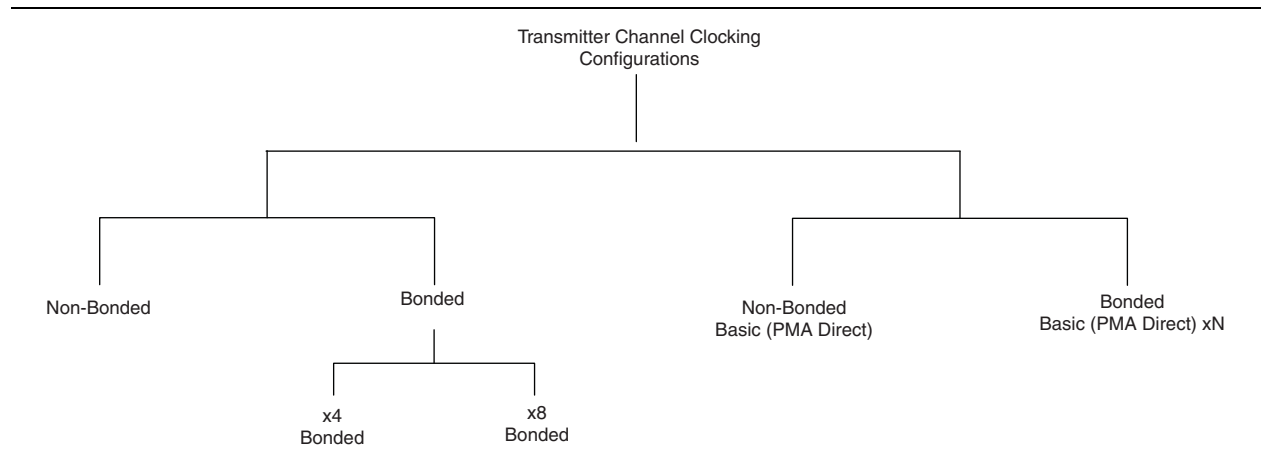 Transmitter Channel Clocking
Configurations
Non-Bonded
Bonded
Non-Bonded
Basic (PMA Direct)
Bonded
Basic (PMA Direct) xN
x4
Bonded
x8
Bonded